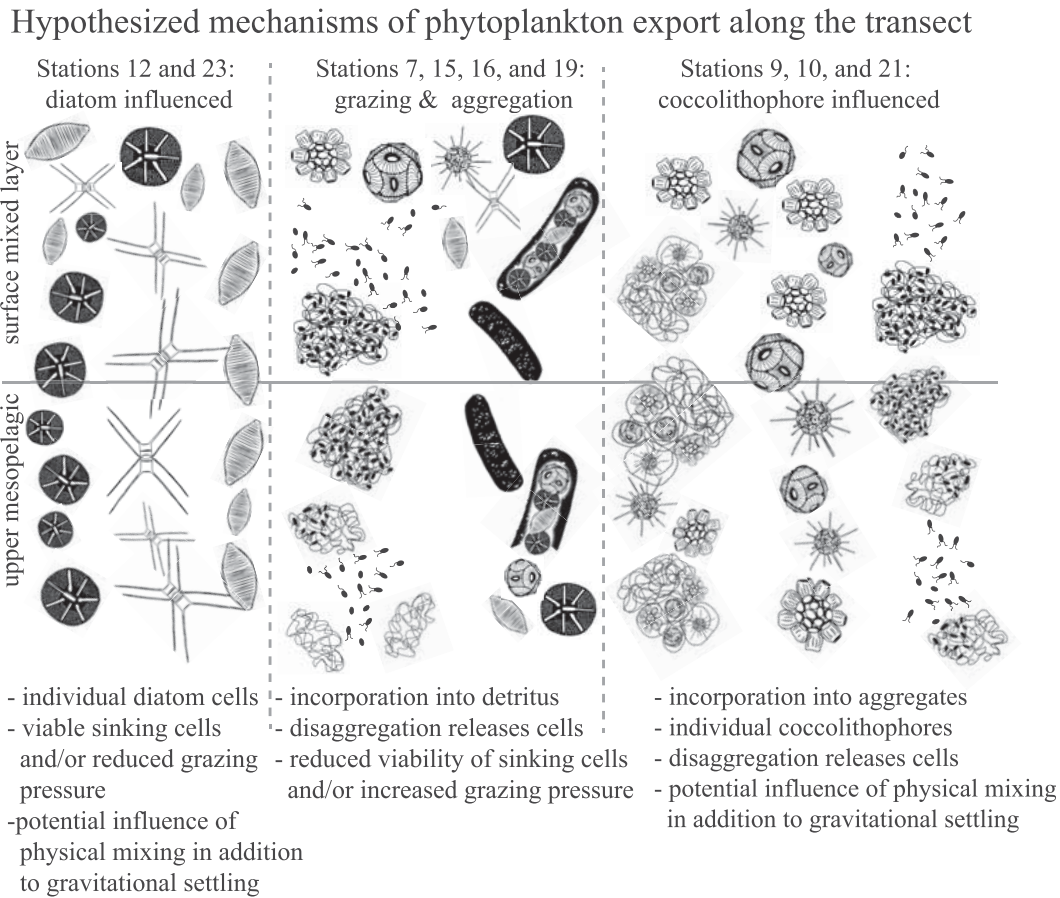 Hypothesized mechanisms of phytoplankton export along the transect
Stations 12 and 23:
diatom influenced
Stations 7, 15, 16, and 19:
grazing & aggregation
Stations 9, 10, and 21:
coccolithophore influenced
surface mixed layer
upper mesopelagic
- individual diatom cells
- viable sinking cells
and/or reduced grazing
pressure
-potential influence of
physical mixing in addition
to gravitational settling
- incorporation into detritus
- disaggregation releases cells
- reduced viability of sinking cells
and/or increased grazing pressure
- incorporation into aggregates
- individual coccolithophores
- disaggregation releases cells
- potential influence of physical mixing
in addition to gravitational settling